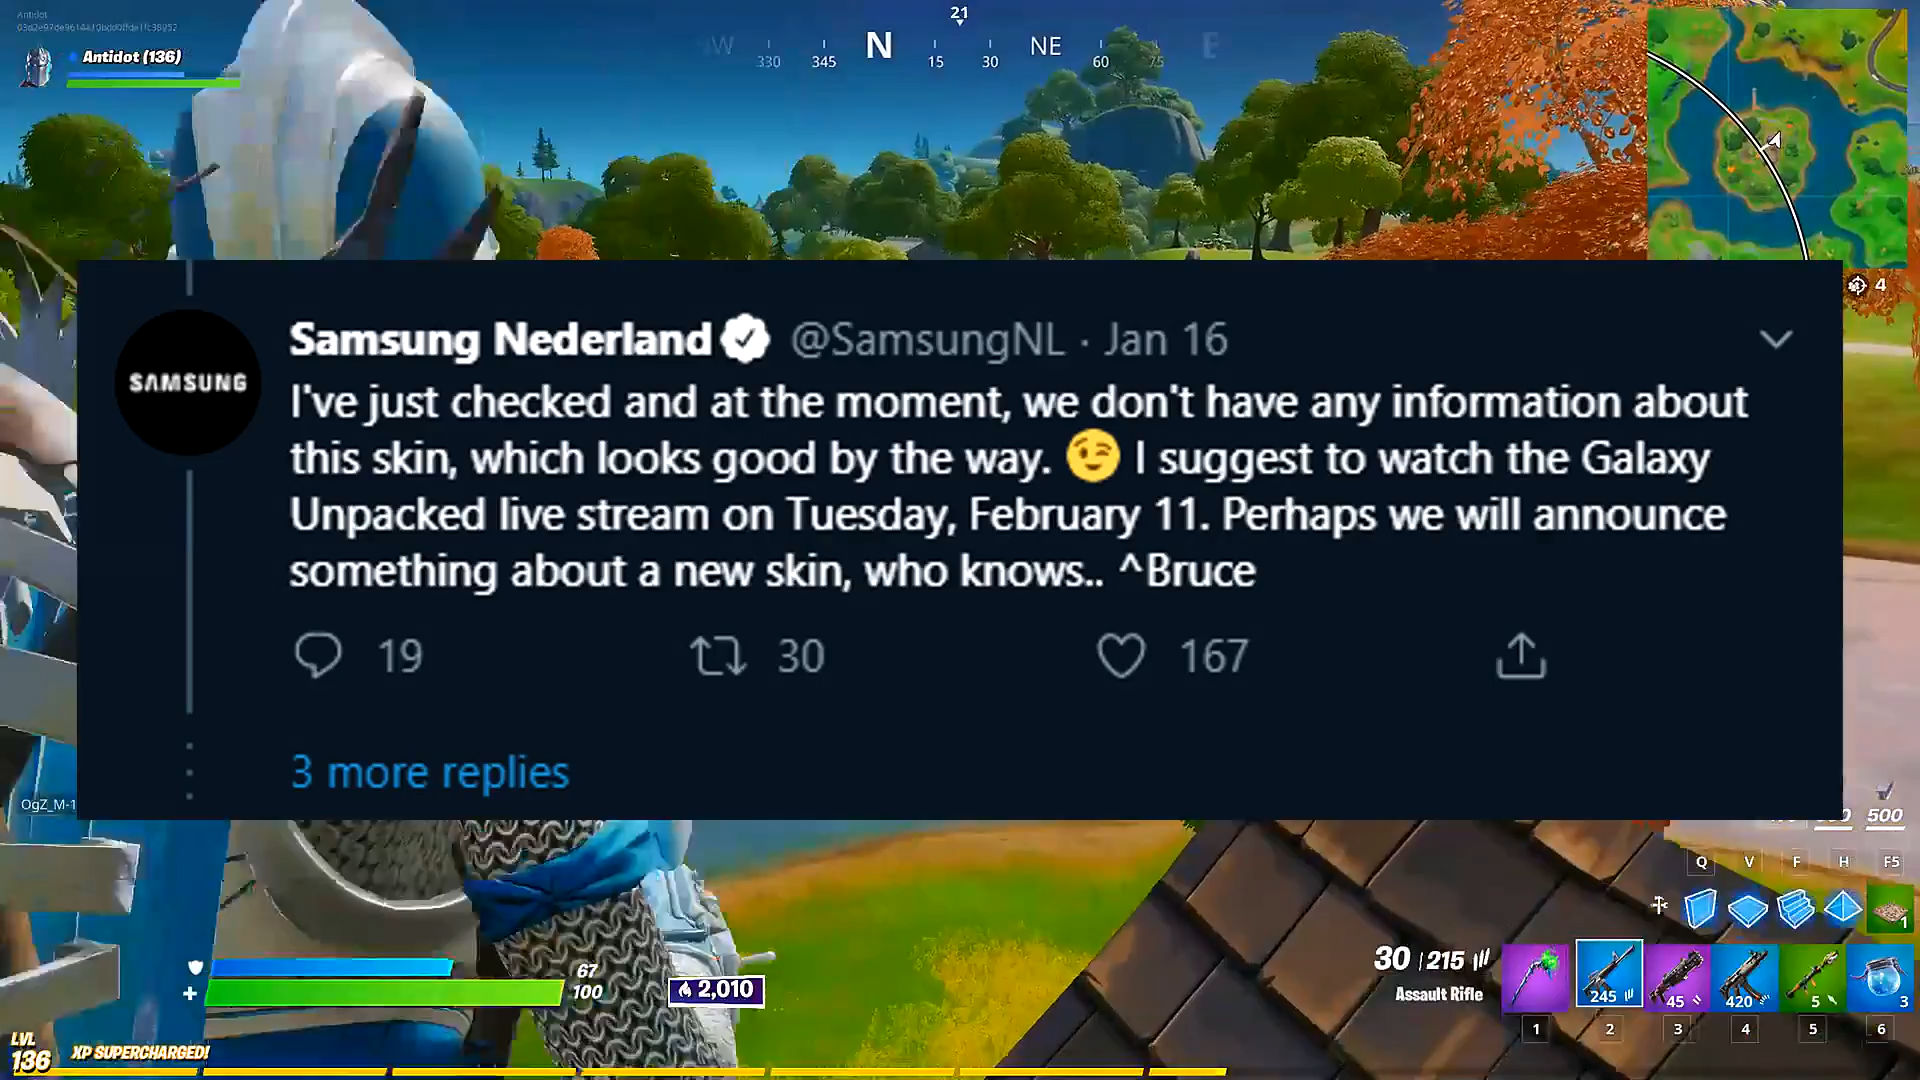 Antidot
Antidot (136)
21
W
330
345
N
15
30
NE
60
75
E
4
SAMSUNG
Samsung Nederland @SamsungNL · Jan 16
I've just checked and at the moment, we don't have any information about
this skin, which looks good by the way. 😉 I suggest to watch the Galaxy
Unpacked live stream on Tuesday, February 11. Perhaps we will announce
something about a new skin, who knows.. ^Bruce
19 30 167
3 more replies
OgZ_M-1
500
Q V F H F5
1
67
100
2,010
30 | 215
Assault Rifle
245 45 420 5 3
1 2 3 4 5 6
LVL
136
XP SUPERCHARGED!